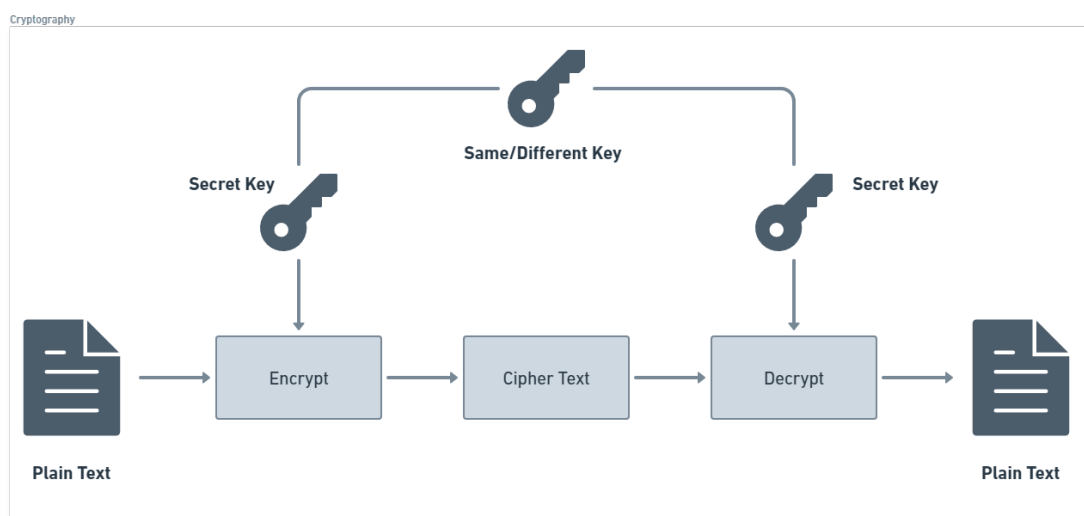 Cryptography
Same/Different Key
Secret Key
Secret Key
Encrypt
Cipher Text
Decrypt
Plain Text
Plain Text